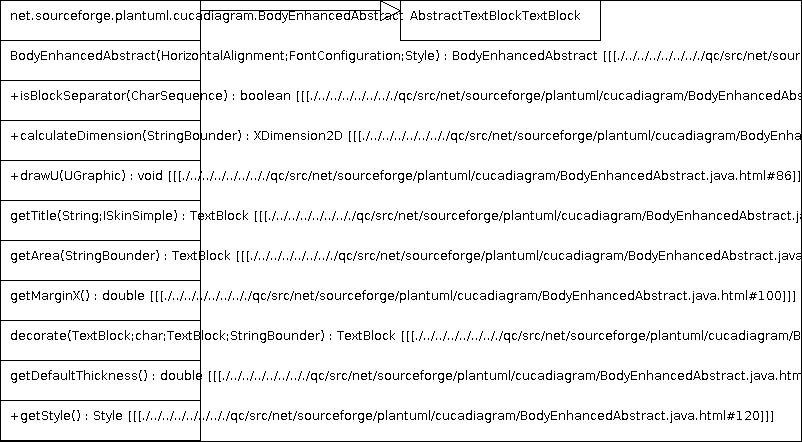 net.sourceforge.plantuml.cucadiagram.BodyEnhancedAbstract AbstractTextBlockTextBlock
BodyEnhancedAbstract(HorizontalAlignment;FontConfiguration;Style) : BodyEnhancedAbstract [[[./../../../../../../../qc/src/net/sour
+isBlockSeparator(CharSequence) : boolean [[[./../../../../../../../qc/src/net/sourceforge/plantuml/cucadiagram/BodyEnhancedAbs
+calculateDimension(StringBounder) : XDimension2D [[[./../../../../../../../qc/src/net/sourceforge/plantuml/cucadiagram/BodyEnha
+drawU(UGraphic) : void [[[./../../../../../../../qc/src/net/sourceforge/plantuml/cucadiagram/BodyEnhancedAbstract.java.html#86]]]
getTitle(String;ISkinSimple) : TextBlock [[[./../../../../../../../qc/src/net/sourceforge/plantuml/cucadiagram/BodyEnhancedAbstract.ja
getArea(StringBounder) : TextBlock [[[./../../../../../../../qc/src/net/sourceforge/plantuml/cucadiagram/BodyEnhancedAbstract.java
getMarginX() : double [[[./../../../../../../../qc/src/net/sourceforge/plantuml/cucadiagram/BodyEnhancedAbstract.java.html#100]]]
decorate(TextBlock;char;TextBlock;StringBounder) : TextBlock [[[./../../../../../../../qc/src/net/sourceforge/plantuml/cucadiagram/B
getDefaultThickness() : double [[[./../../../../../../../qc/src/net/sourceforge/plantuml/cucadiagram/BodyEnhancedAbstract.java.htm
+getStyle() : Style [[[./../../../../../../../qc/src/net/sourceforge/plantuml/cucadiagram/BodyEnhancedAbstract.java.html#120]]]